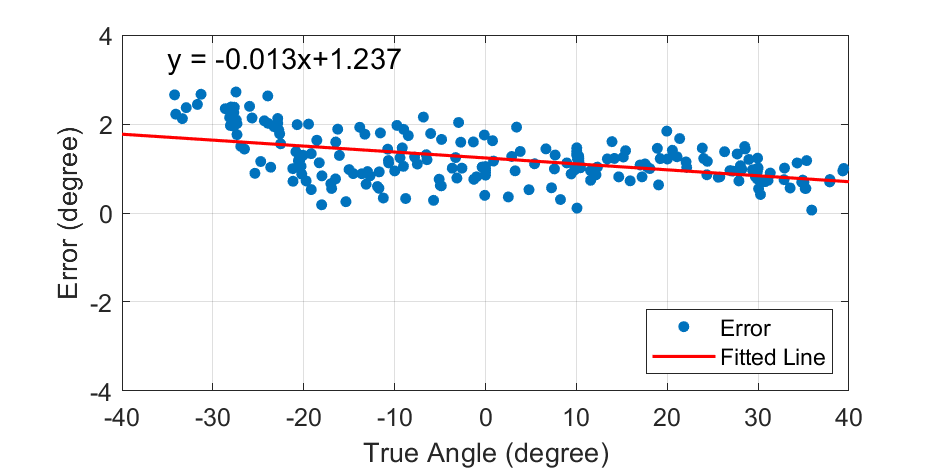 y = -0.013x+1.237
4
2
0
-2
-4
Error (degree)
-40
-30
-20
-10
0
10
20
30
40
True Angle (degree)
Error
Fitted Line